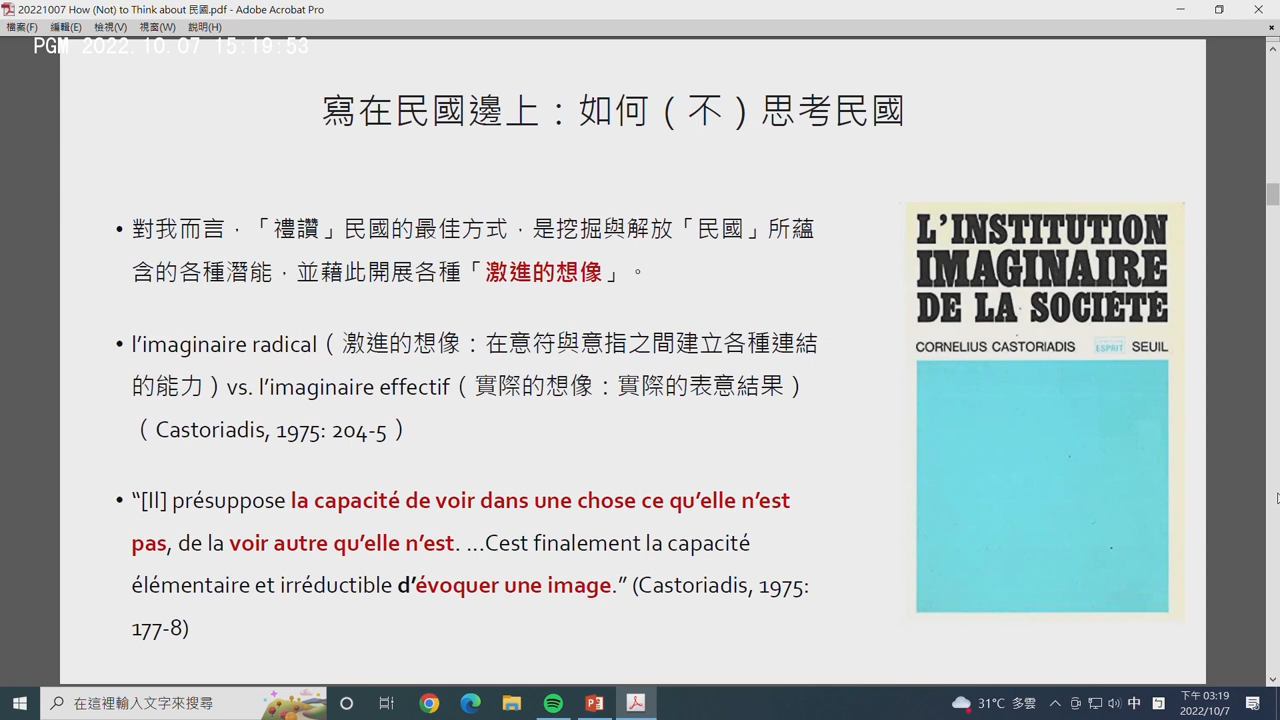 20221007 How (Not) to Think about 民國.pdf - Adobe Acrobat Pro
檔案(F) 編輯(E) 檢視(V) 視窗(W) 說明(H)
PGM 2022.10.07 15:19:53
寫在民國邊上：如何（不）思考民國
• 對我而言，「禮讚」民國的最佳方式，是挖掘與解放「民國」所蘊
含的各種潛能，並藉此開展各種「激進的想像」。
• l’imaginaire radical（激進的想像：在意符與意指之間建立各種連結
的能力）vs. l’imaginaire effectif（實際的想像：實際的表意結果）
（Castoriadis, 1975: 204-5）
• “[Il] présuppose la capacité de voir dans une chose ce qu’elle n’est
pas, de la voir autre qu’elle n’est. …Cest finalement la capacité
élémentaire et irréductible d’évoquer une image.” (Castoriadis, 1975:
177-8)
L’INSTITUTION
IMAGINAIRE
DE LA SOCIÉTÉ
CORNELIUS CASTORIADIS ESPRIT SEUIL
在這裡輸入文字來搜尋
31°C 多雲
中
下午 03:19
2022/10/7